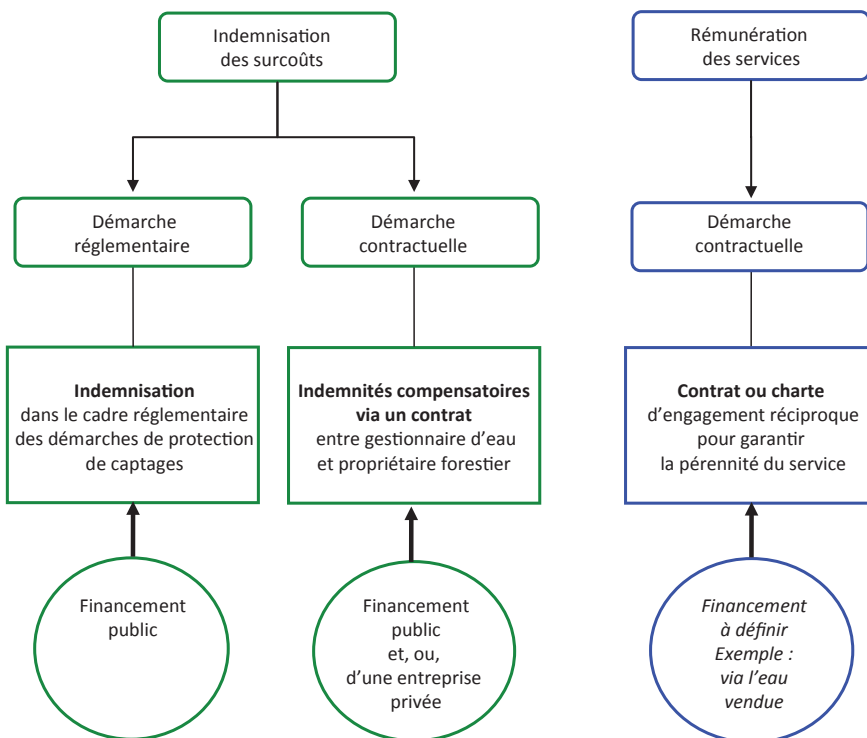 Indemnisation
des surcoûts
Rémunération
des services
Démarche
réglementaire
Démarche
contractuelle
Démarche
contractuelle
Indemnisation
dans le cadre réglementaire
des démarches de protection
de captages
Indemnités compensatoires
via un contrat
entre gestionnaire d’eau
et propriétaire forestier
Contrat ou charte
d’engagement réciproque
pour garantir
la pérennité du service
Financement
public
Financement
public
et, ou,
d’une entreprise
privée
Financement
à définir
Exemple :
via l’eau
vendue